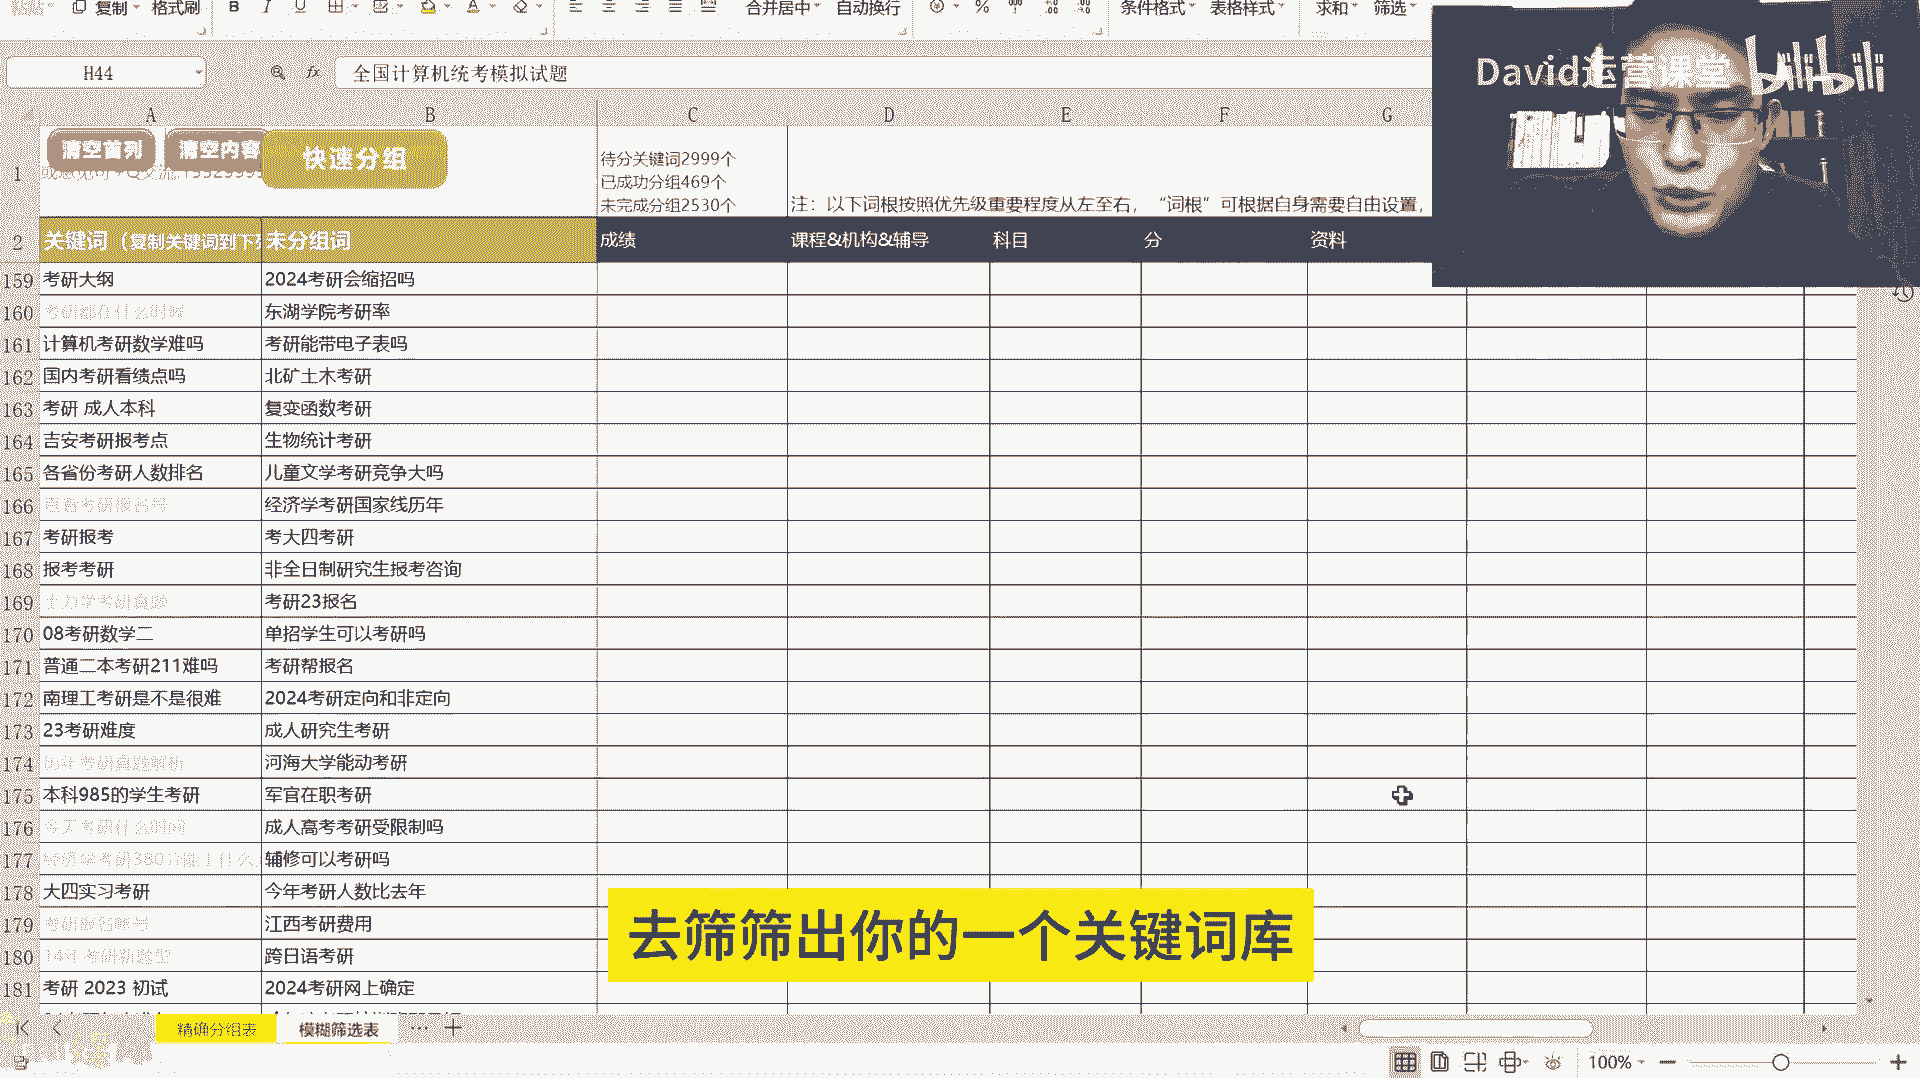 复制 格式刷 B I U 合并居中 自动换行 % 条件格式 表格样式 求和 筛选
H44 fx 全国计算机统考模拟试题
David运营课堂 bilibili
A B C D E F G
清空首列 清空内容 快速分组
待分关键词2999个
已成功分组469个
未完成分组2530个
1 注：以下词根按照优先级重要程度从左至右，“词根”可根据自身需要自由设置，
2 关键词（复制关键词到下列 未分组词 成绩 课程&机构&辅导 科目 分 资料
159 考研大纲 2024考研会缩招吗
160 考研都在什么时候 东湖学院考研率
161 计算机考研数学难吗 考研能带电子表吗
162 国内考研看绩点吗 北矿土木考研
163 考研 成人本科 复变函数考研
164 吉安考研报考点 生物统计考研
165 各省份考研人数排名 儿童文学考研竞争大吗
166 经济学考研国家线历年
167 考研报考 考大四考研
168 报考考研 非全日制研究生报考咨询
169 考研23报名
170 08考研数学二 单招学生可以考研吗
171 普通二本考研211难吗 考研帮报名
172 南理工考研是不是很难 2024考研定向和非定向
173 23考研难度 成人研究生考研
174 河海大学能动考研
175 本科985的学生考研 军官在职考研
176 今天考研什么时间 成人高考考研受限制吗
177 辅修可以考研吗
178 大四实习考研 今年考研人数比去年
179 江西考研费用
180 跨日语考研
181 考研 2023 初试 2024考研网上确定
去筛筛出你的一个关键词库
精确分组表 模糊筛选表 ··· +
100% — +